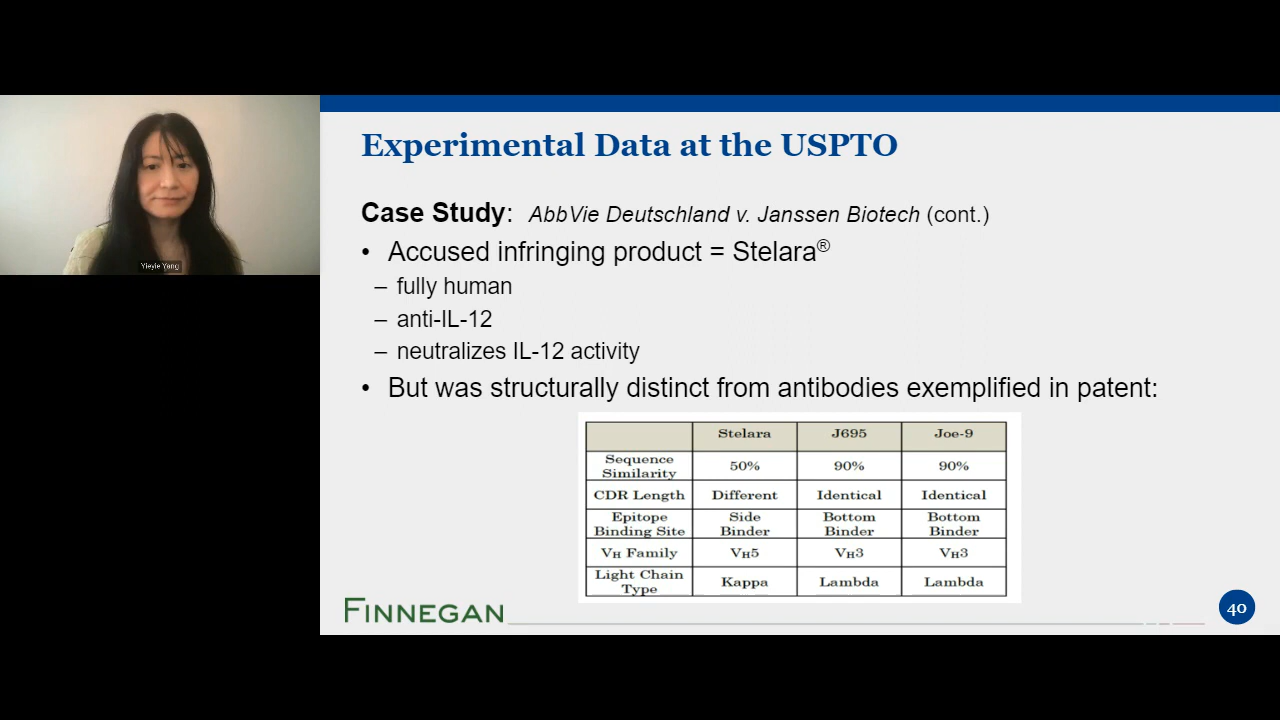 Experimental Data at the USPTO
Yieyie Yang
Case Study: AbbVie Deutschland v. Janssen Biotech (cont.)
• Accused infringing product = Stelara®
– fully human
– anti-IL-12
– neutralizes IL-12 activity
• But was structurally distinct from antibodies exemplified in patent:
Stelara J695 Joe-9
Sequence Similarity 50% 90% 90%
CDR Length Different Identical Identical
Epitope Binding Site Side Binder Bottom Binder Bottom Binder
VH Family VH5 VH3 VH3
Light Chain Type Kappa Lambda Lambda
FINNEGAN
40